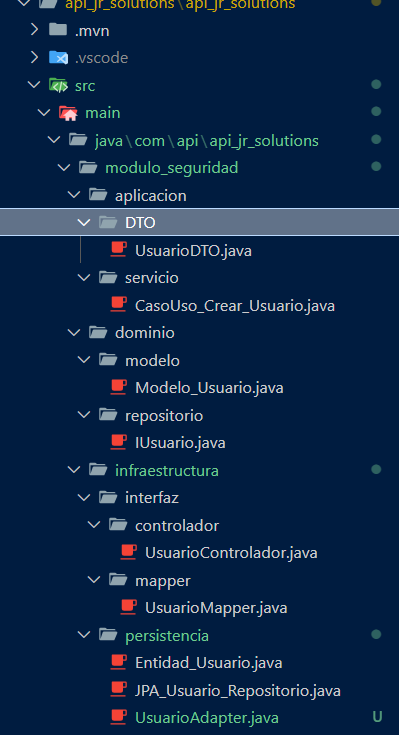 api_jr_solutions\api_jr_solutions
.mvn
.vscode
src
main
java\com\api\api_jr_solutions
modulo_seguridad
aplicacion
DTO
UsuarioDTO.java
servicio
CasoUso_Crear_Usuario.java
dominio
modelo
Modelo_Usuario.java
repositorio
IUsuario.java
infraestructura
interfaz
controlador
UsuarioControlador.java
mapper
UsuarioMapper.java
persistencia
Entidad_Usuario.java
JPA_Usuario_Repositorio.java
UsuarioAdapter.java U